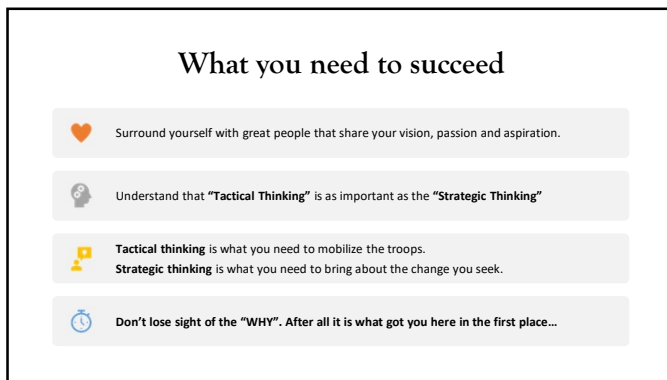 What you need to succeed
Surround yourself with great people that share your vision, passion and aspiration.
Understand that “Tactical Thinking” is as important as the “Strategic Thinking”
Tactical thinking is what you need to mobilize the troops.
Strategic thinking is what you need to bring about the change you seek.
Don’t lose sight of the “WHY”. After all it is what got you here in the first place…